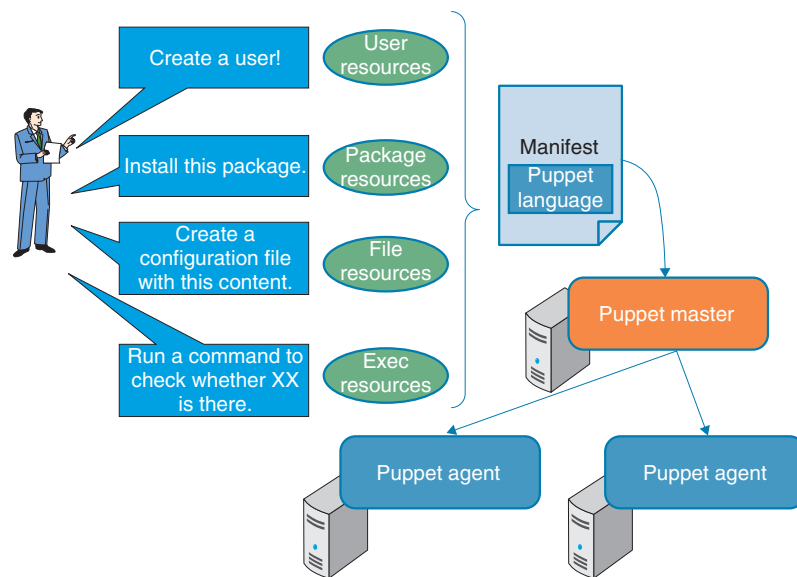 Create a user!
User
resources
Install this package.
Package
resources
Create a
configuration file
with this content.
File
resources
Run a command to
check whether XX
is there.
Exec
resources
Manifest
Puppet
language
Puppet master
Puppet agent
Puppet agent